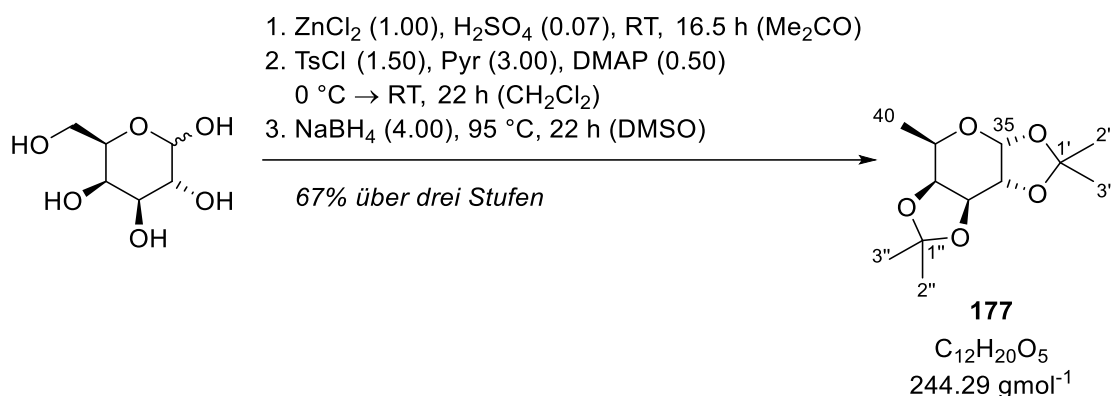 1. ZnCl2 (1.00), H2SO4 (0.07), RT, 16.5 h (Me2CO)
2. TsCl (1.50), Pyr (3.00), DMAP (0.50)
0 °C → RT, 22 h (CH2Cl2)
3. NaBH4 (4.00), 95 °C, 22 h (DMSO)
67% über drei Stufen
HO
O
OH
HO
OH
OH
40
O
35
O
1'
2'
3'
O
O
O
1''
3''
2''
177
C12H20O5
244.29 gmol-1